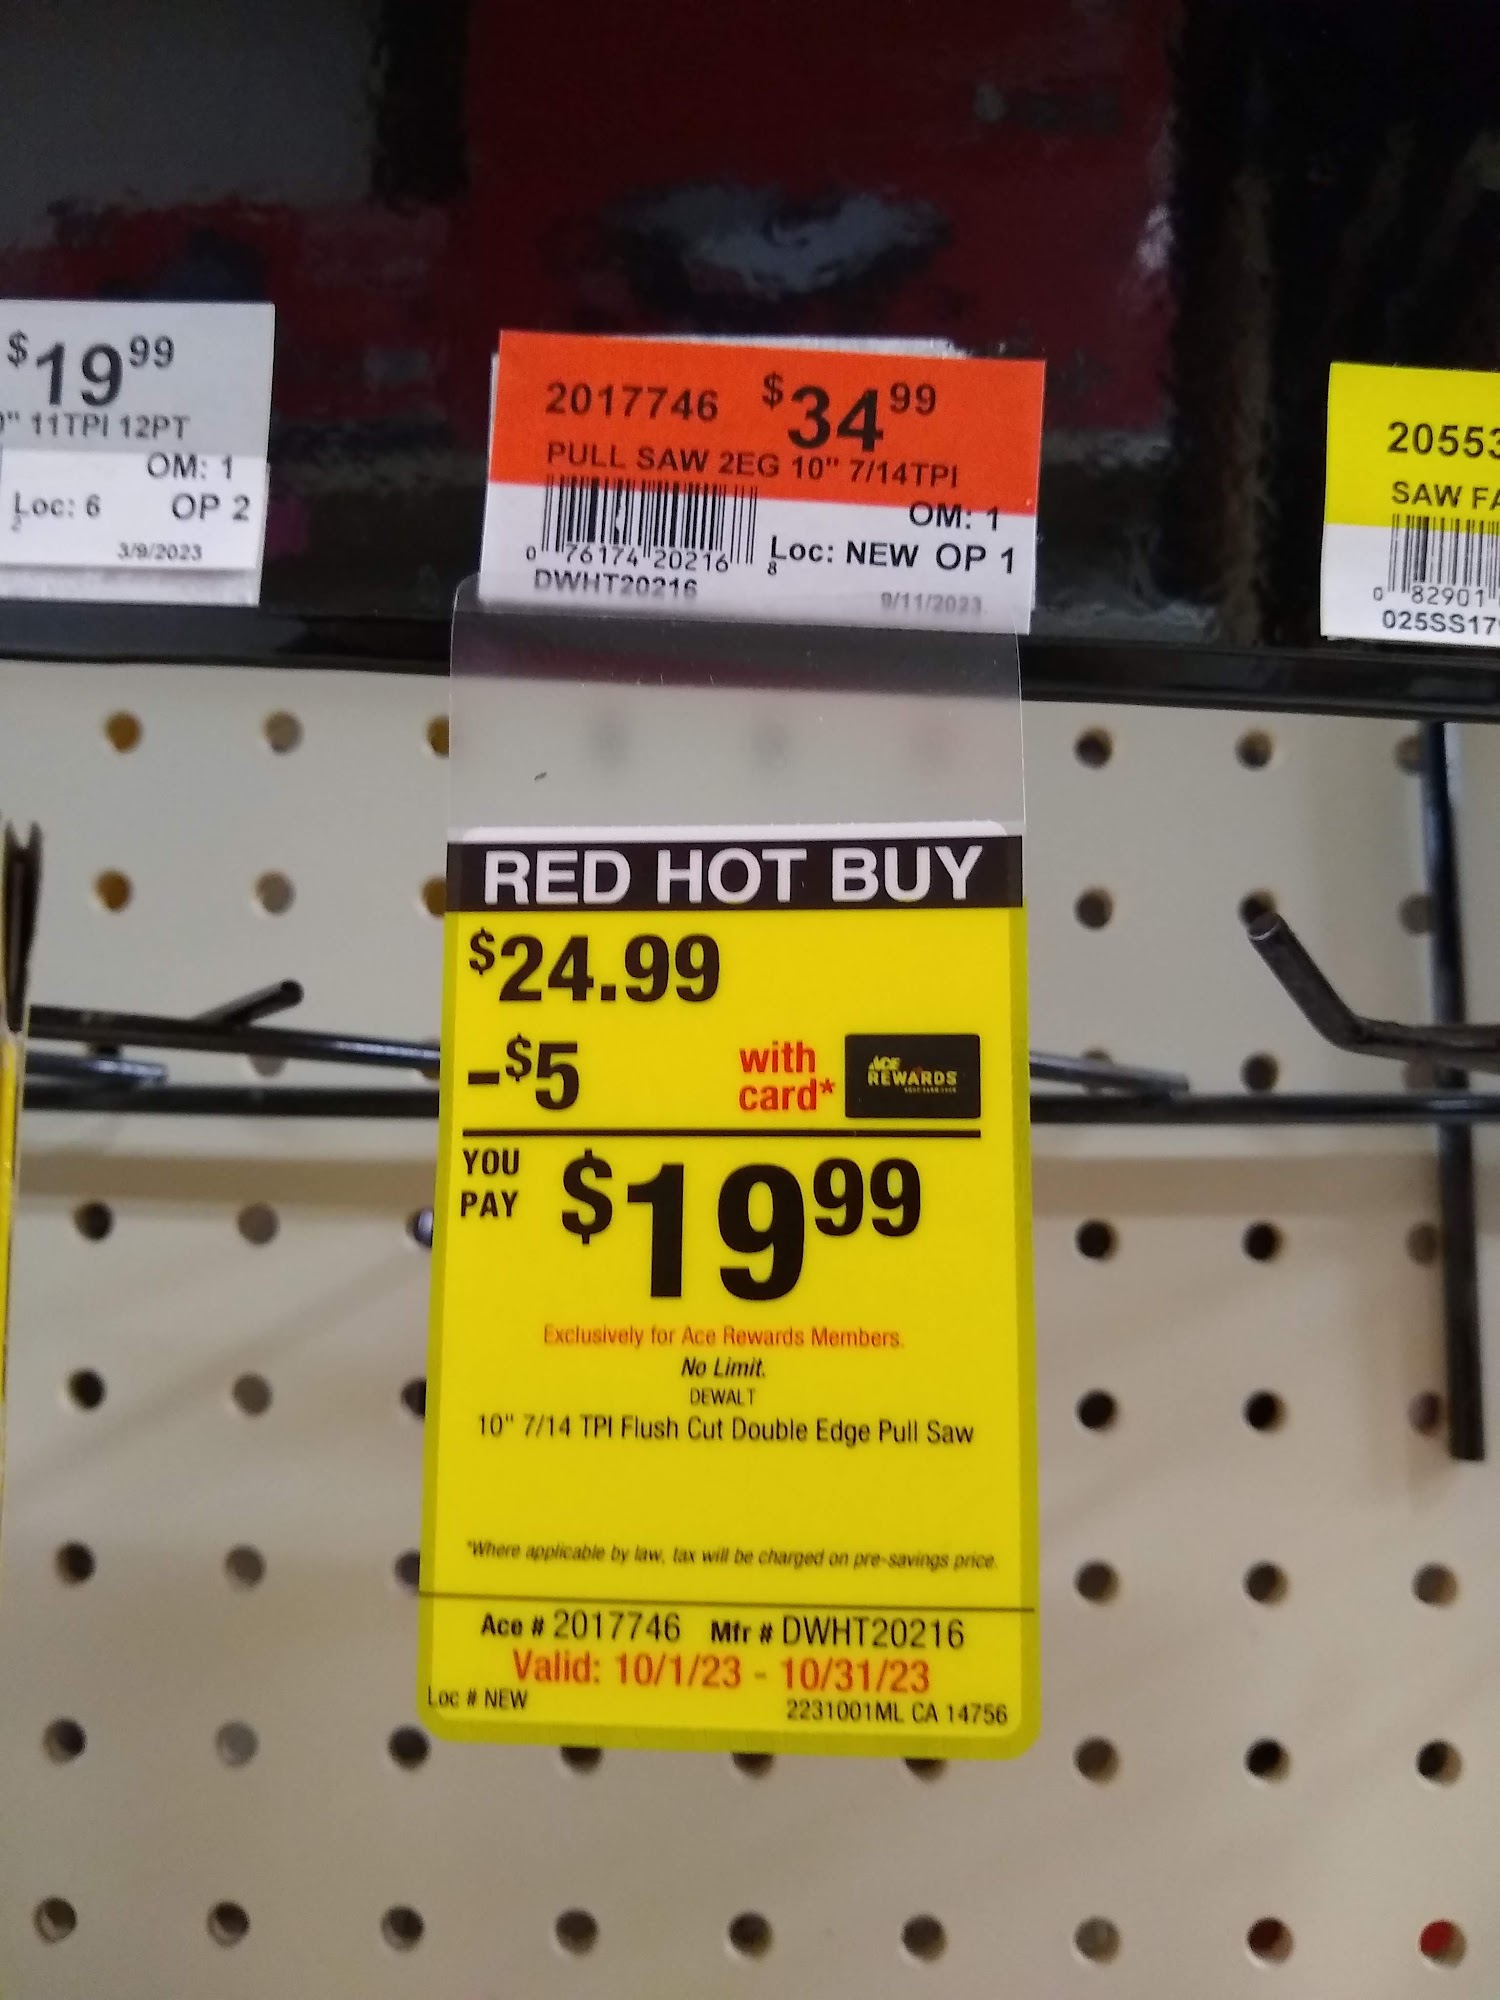 $19.99
11TPI 12PT
OM: 1
Loc: 6 OP 2
2
3/9/2023
2017746 $34.99
PULL SAW 2EG 10" 7/14TPI
OM: 1
0 76174 20216 8 Loc: NEW OP 1
DWHT20216
9/11/2023
SAW
0 82901
RED HOT BUY
$24.99
-$5 with card* ACE REWARDS
YOU PAY $19.99
Exclusively for Ace Rewards Members.
No Limit.
DEWALT
10" 7/14 TPI Flush Cut Double Edge Pull Saw
*Where applicable by law, tax will be charged on pre-savings price.
Ace # 2017746 Mfr # DWHT20216
Valid: 10/1/23 - 10/31/23
Loc # NEW
2231001ML CA 14756